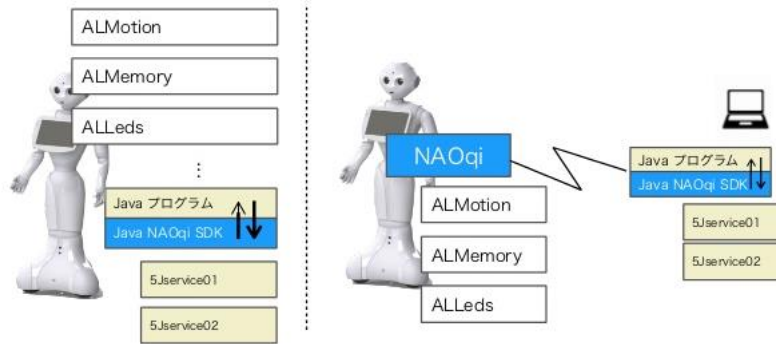 ALMotion
ALMemory
ALLeds
...
Java プログラム
Java NAOqi SDK
5Jservice01
5Jservice02
NAOqi
ALMotion
ALMemory
ALLeds
Java プログラム
Java NAOqi SDK
5Jservice01
5Jservice02